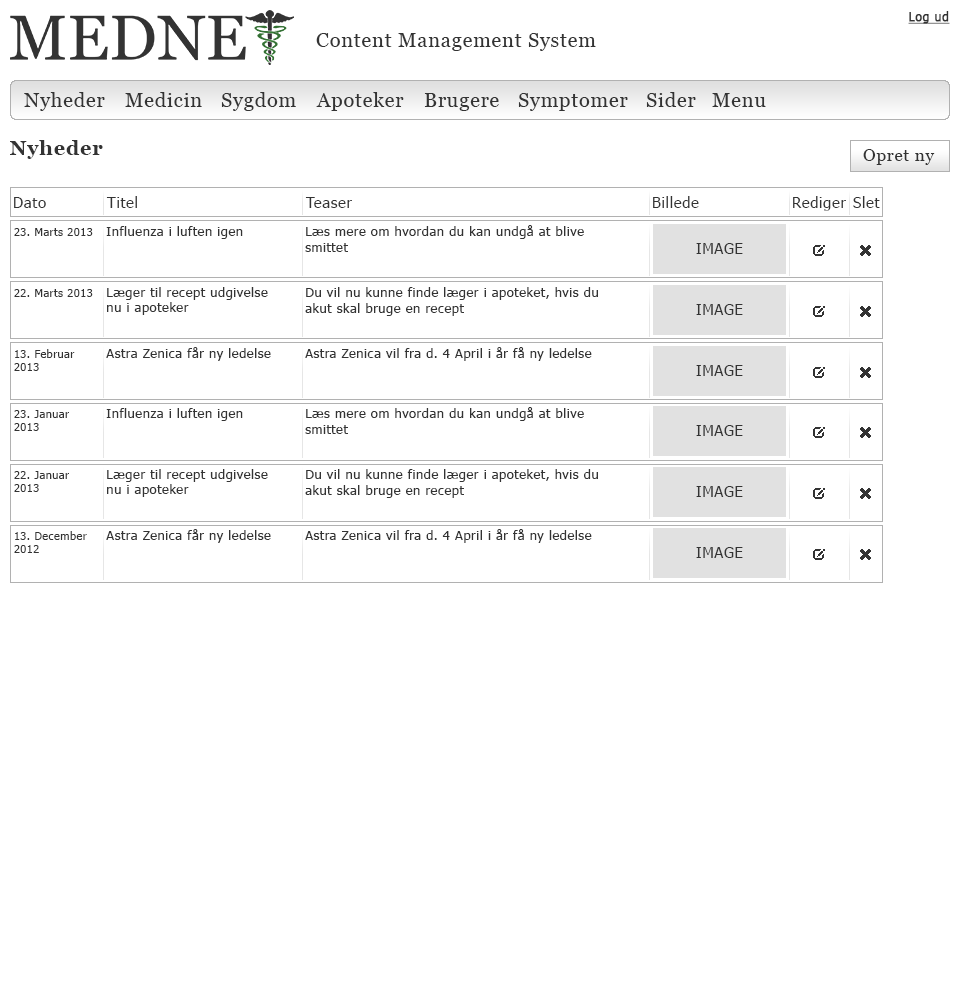 MEDNE
Content Management System
Log ud
Nyheder Medicin Sygdom Apoteker Brugere Symptomer Sider Menu
Nyheder
Opret ny
Dato Titel Teaser Billede Rediger Slet
23. Marts 2013 Influenza i luften igen Læs mere om hvordan du kan undgå at blive
smittet
IMAGE
22. Marts 2013 Læger til recept udgivelse Du vil nu kunne finde læger i apoteket, hvis du
nu i apoteker akut skal bruge en recept
IMAGE
13. Februar Astra Zenica får ny ledelse Astra Zenica vil fra d. 4 April i år få ny ledelse
2013
IMAGE
23. Januar Influenza i luften igen Læs mere om hvordan du kan undgå at blive
2013 smittet
IMAGE
22. Januar Læger til recept udgivelse Du vil nu kunne finde læger i apoteket, hvis du
2013 nu i apoteker akut skal bruge en recept
IMAGE
13. December Astra Zenica får ny ledelse Astra Zenica vil fra d. 4 April i år få ny ledelse
2012
IMAGE